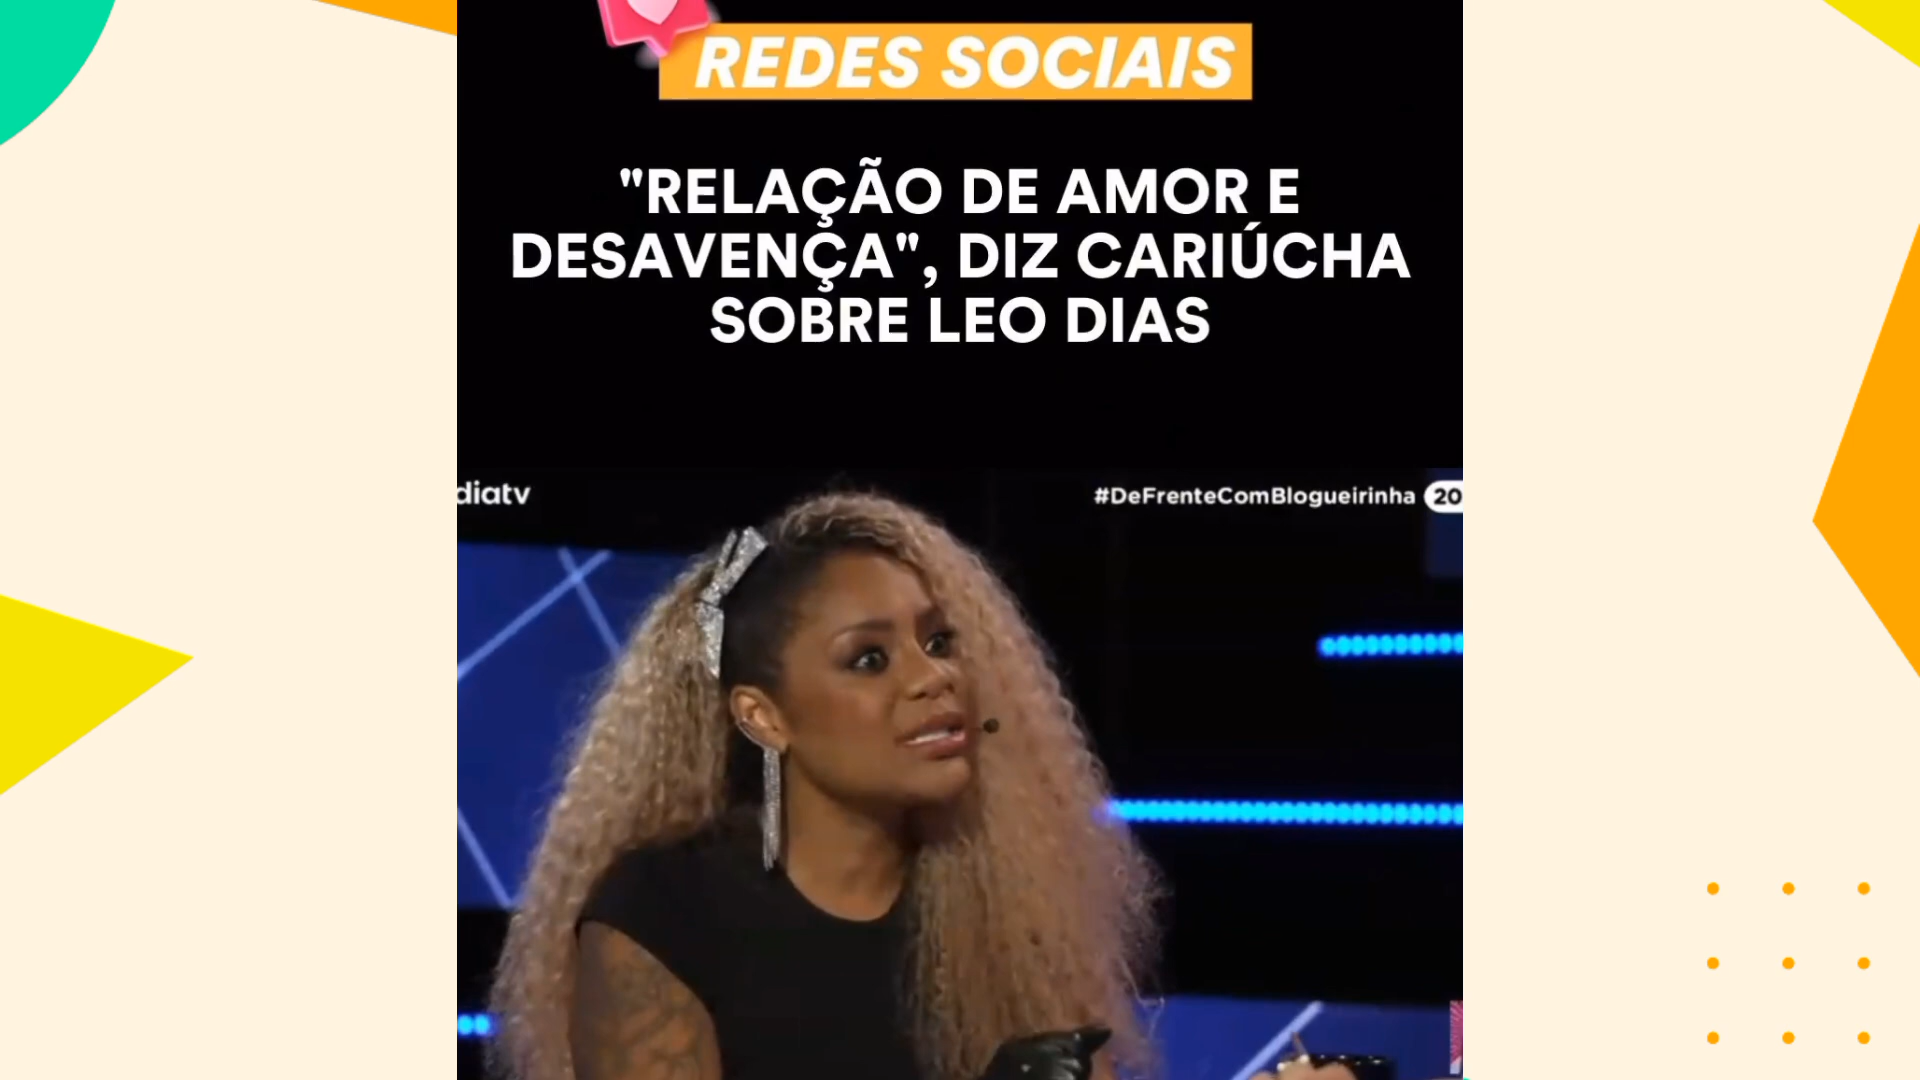 REDES SOCIAIS
"RELAÇÃO DE AMOR E
DESAVENÇA", DIZ CARIÚCHA
SOBRE LEO DIAS
diatv
#DeFrenteComBlogueirinha 20